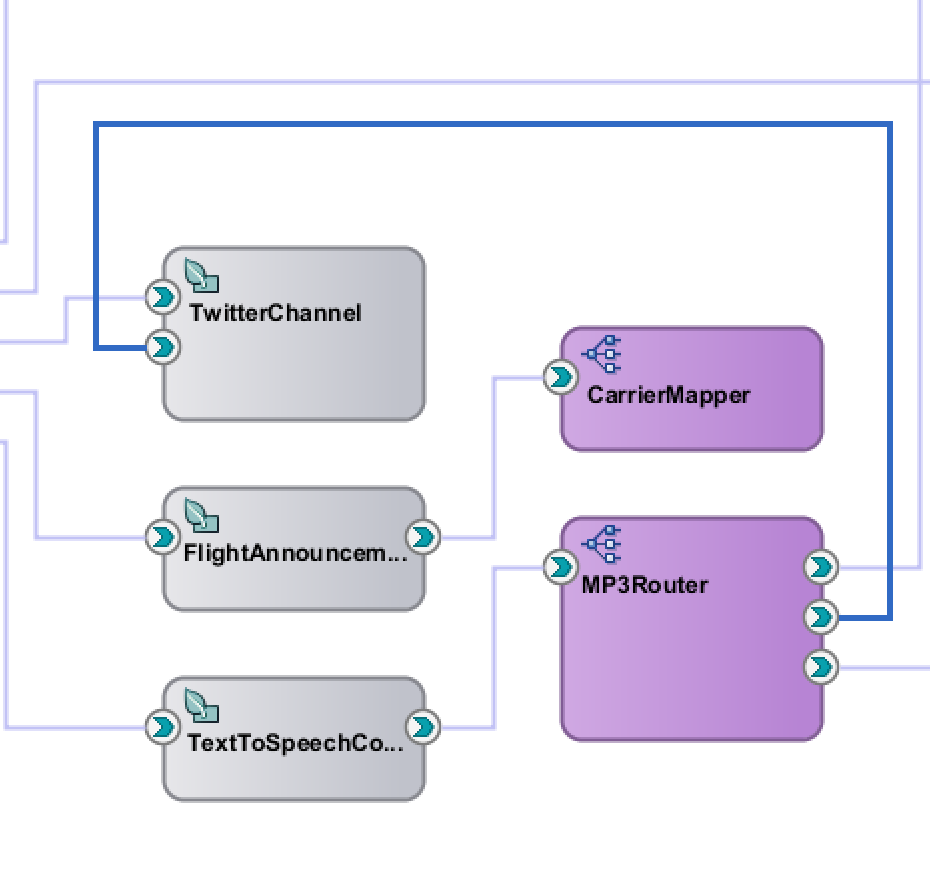 TwitterChannel
CarrierMapper
FlightAnnouncem...
MP3Router
TextToSpeechCo...